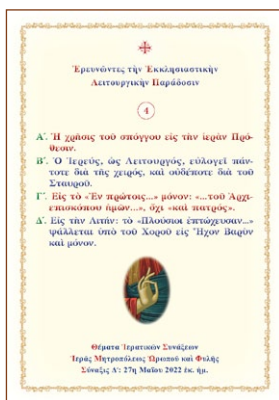 Ἐρευνῶντες τὴν Ἐκκλησιαστικὴν
Λειτουργικὴν Παράδοσιν
4
Α΄. Ἡ χρῆσις τοῦ σπόγγου εἰς τὴν ἱερὰν Πρό-
θεσιν.
Β΄. Ὁ Ἱερεύς, ὡς Λειτουργός, εὐλογεῖ πάν-
τοτε διὰ τῆς χειρός, καὶ οὐδέποτε διὰ τοῦ
Σταυροῦ.
Γ΄. Εἰς τὸ «Ἐν πρώτοις...» μόνον: «...τοῦ Ἀρχι-
επισκόπου ἡμῶν...», ὄχι «καὶ πατρός».
Δ΄. Εἰς τὴν Λιτήν: τὸ «Πλούσιοι ἐπτώχευσαν...»
ψάλλεται ὑπὸ τοῦ Χοροῦ εἰς Ἦχον Βαρὺν
καὶ μόνον.
Θέματα Ἱερατικῶν Συνάξεων
Ἱερᾶς Μητροπόλεως Ὠρωποῦ καὶ Φυλῆς
Σύναξις Δ΄: 27η Μαΐου 2022 ἐκ. ἡμ.